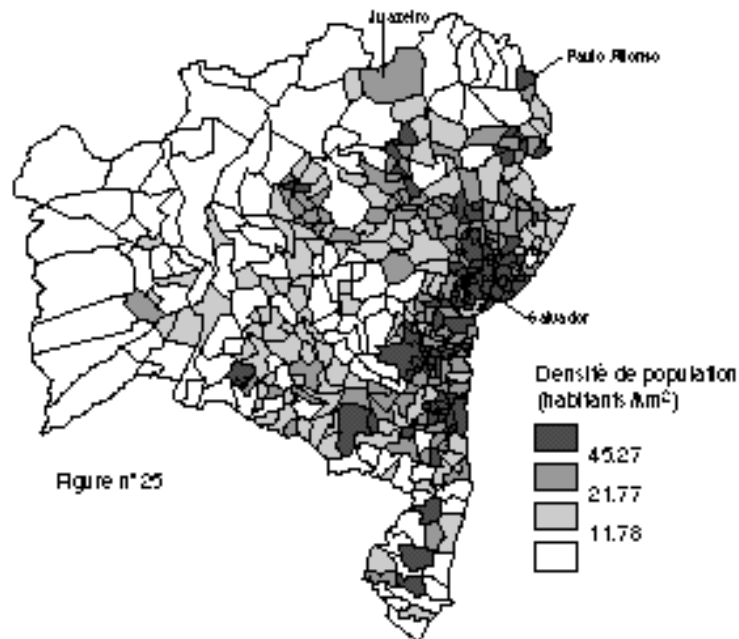 Juazeiro
Paulo Afonso
Salvador
Densité de population
(habitants /km²)
45.27
21.77
11.78
Figure n° 25